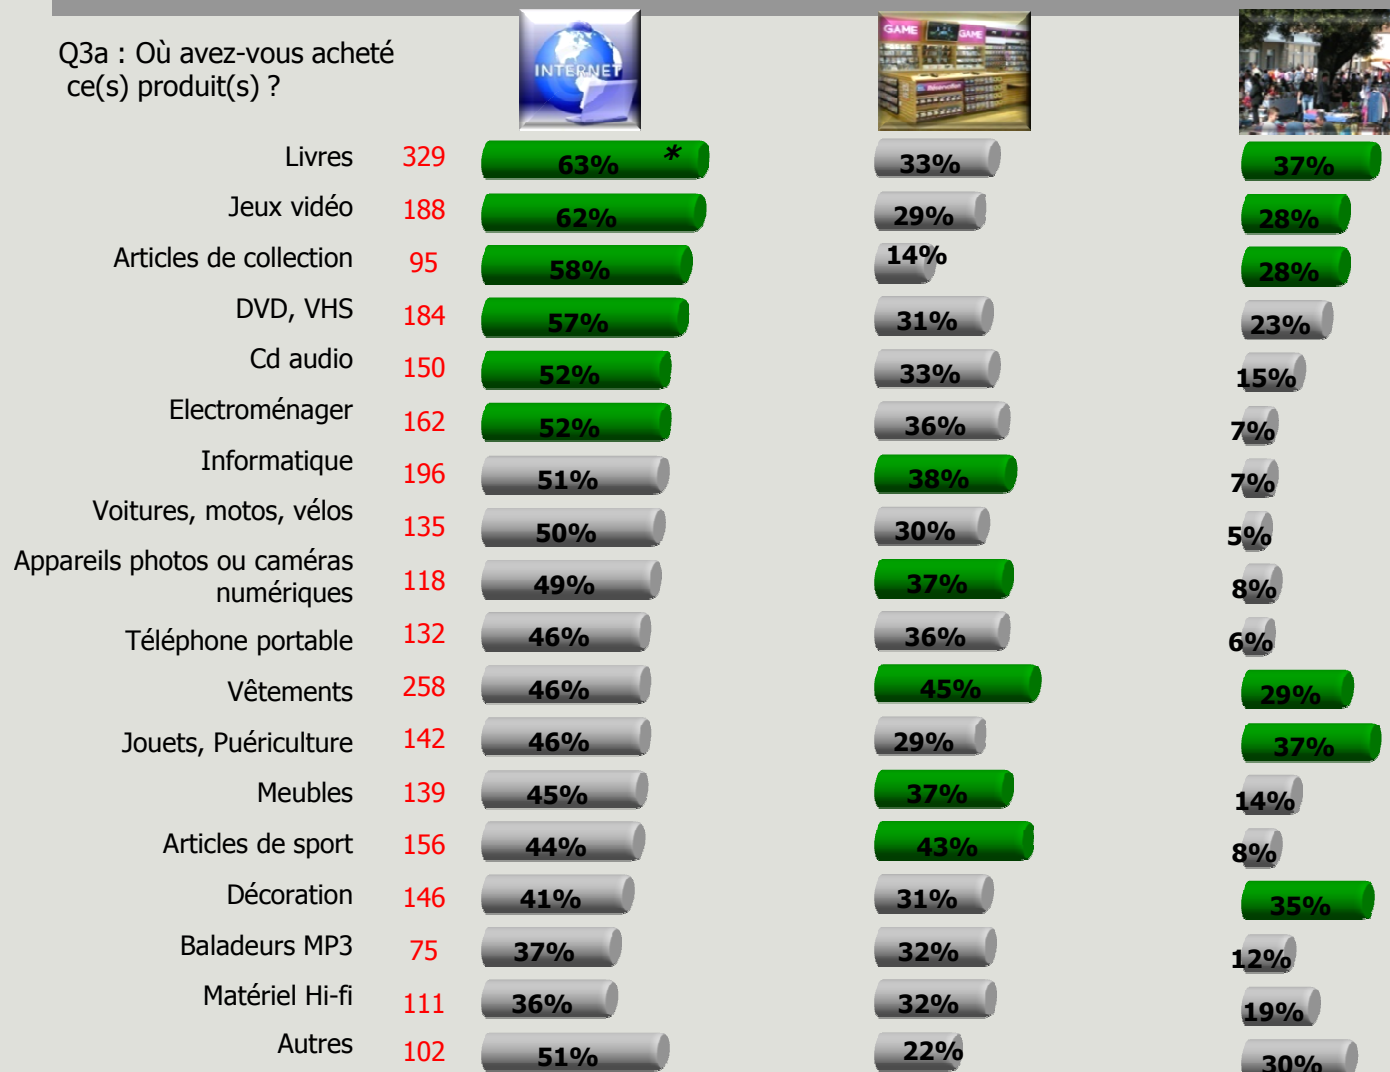 Q3a : Où avez-vous acheté
ce(s) produit(s) ?
INTERNET
GAME GAME
Livres 329 63% * 33% 37%
Jeux vidéo 188 62% 29% 28%
Articles de collection 95 58% 14% 28%
DVD, VHS 184 57% 31% 23%
Cd audio 150 52% 33% 15%
Electroménager 162 52% 36% 7%
Informatique 196 51% 38% 7%
Voitures, motos, vélos 135 50% 30% 5%
Appareils photos ou caméras
numériques 118 49% 37% 8%
Téléphone portable 132 46% 36% 6%
Vêtements 258 46% 45% 29%
Jouets, Puériculture 142 46% 29% 37%
Meubles 139 45% 37% 14%
Articles de sport 156 44% 43% 8%
Décoration 146 41% 31% 35%
Baladeurs MP3 75 37% 32% 12%
Matériel Hi-fi 111 36% 32% 19%
Autres 102 51% 22% 30%